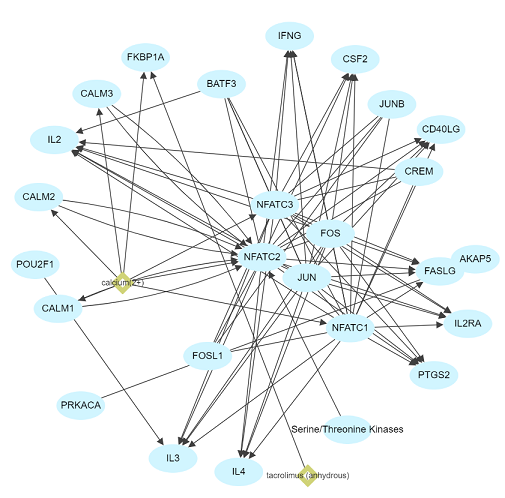 IFNG
FKBP1A
CSF2
BATF3
CALM3
JUNB
CD40LG
IL2
CREM
CALM2
NFATC3
FOS
NFATC2
AKAP5
POU2F1
FASLG
JUN
calcium(2+)
CALM1
IL2RA
NFATC1
FOSL1
PTGS2
PRKACA
Serine/Threonine Kinases
IL3
IL4
tacrolimus (anhydrous)